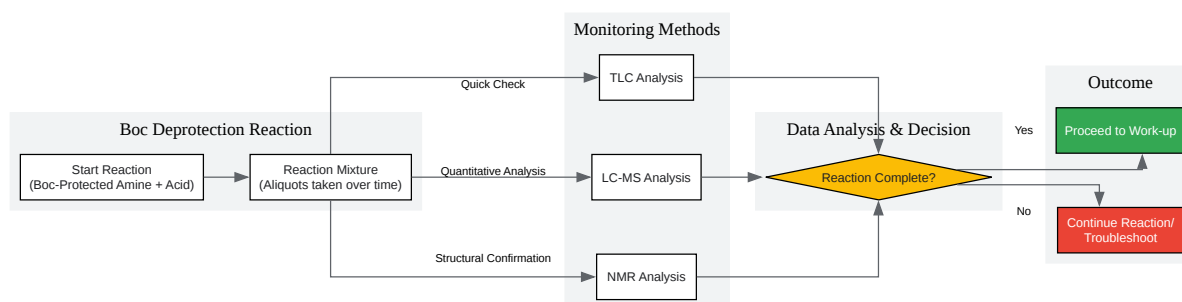 Boc Deprotection Reaction
Start Reaction
(Boc-Protected Amine + Acid)
Reaction Mixture
(Aliquots taken over time)
Quick Check
Quantitative Analysis
Structural Confirmation
Monitoring Methods
TLC Analysis
LC-MS Analysis
NMR Analysis
Data Analysis & Decision
Reaction Complete?
Yes
No
Outcome
Proceed to Work-up
Continue Reaction/
Troubleshoot